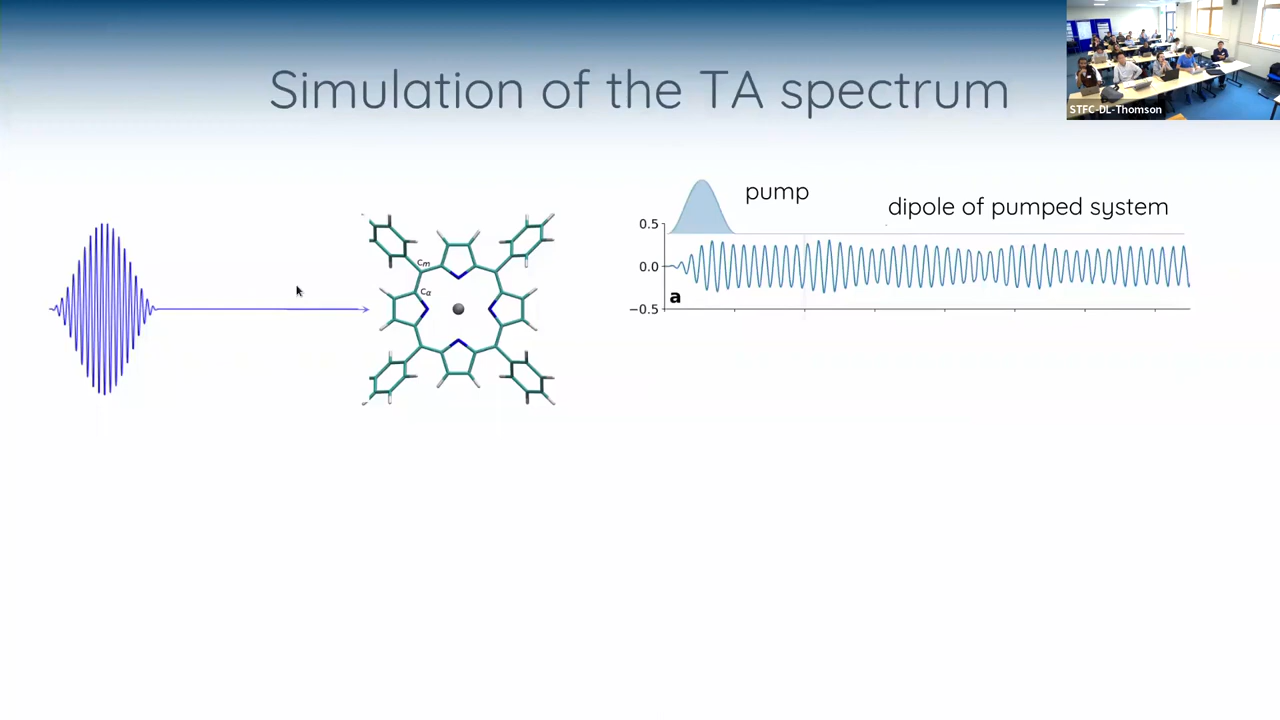 Simulation of the TA spectrum
STFC-DL-Thomson
pump
dipole of pumped system
0.5
0.0
−0.5
a
Cm
Cα